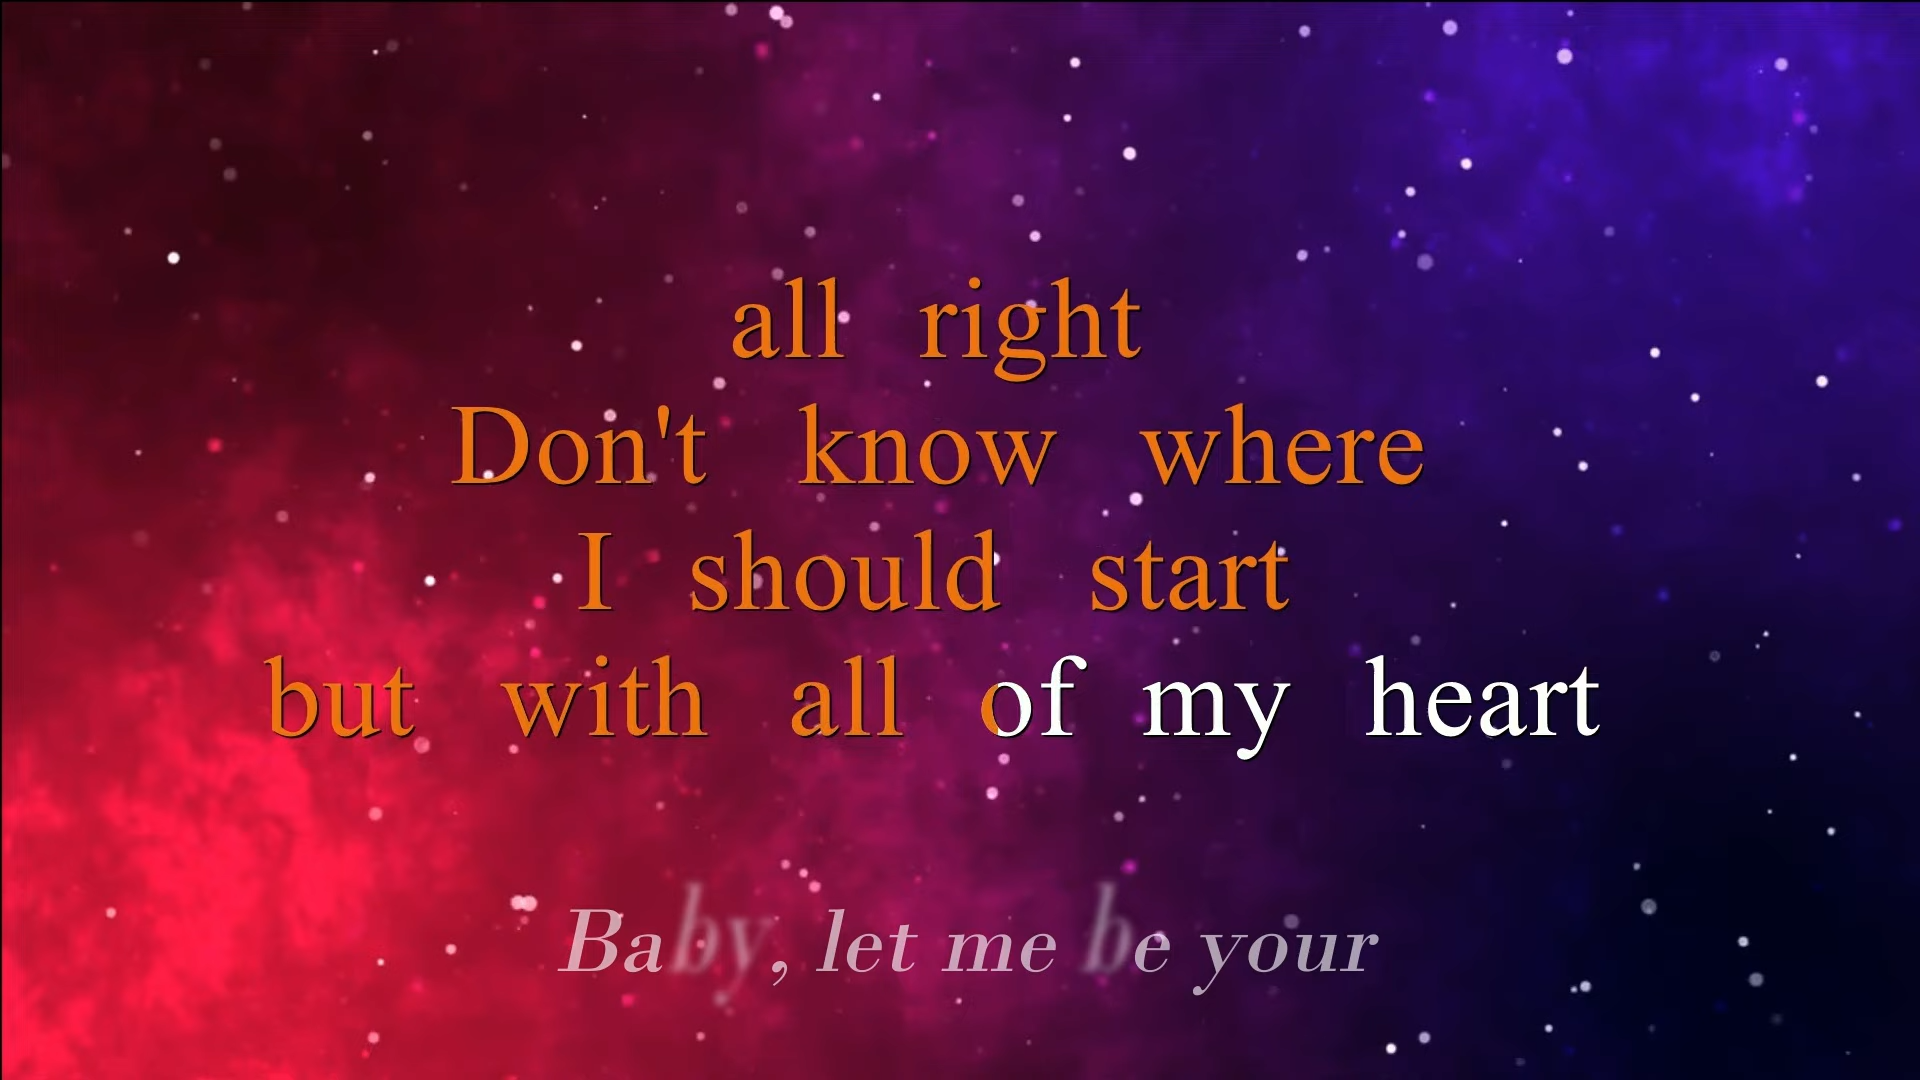 all right
Don't know where
I should start
but with all of my heart
Baby, let me be your